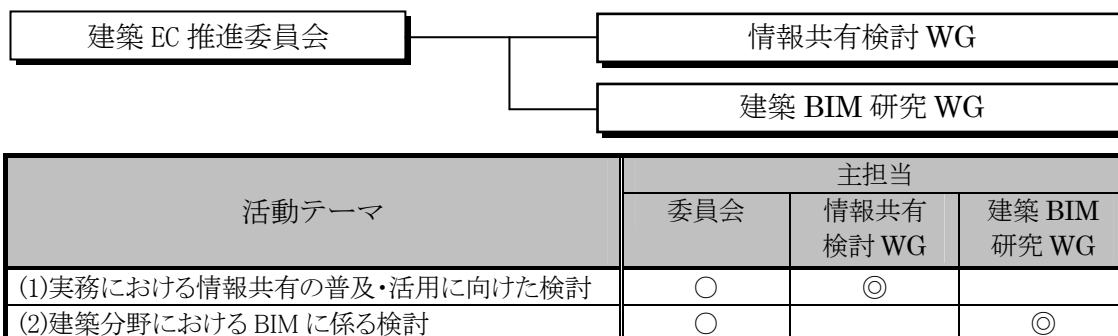 建築 EC 推進委員会
情報共有検討 WG
建築 BIM 研究 WG
活動テーマ
主担当
委員会
情報共有
検討 WG
建築 BIM
研究 WG
(1)実務における情報共有の普及・活用に向けた検討 ○ ◎
(2)建築分野における BIM に係る検討 ○ ◎